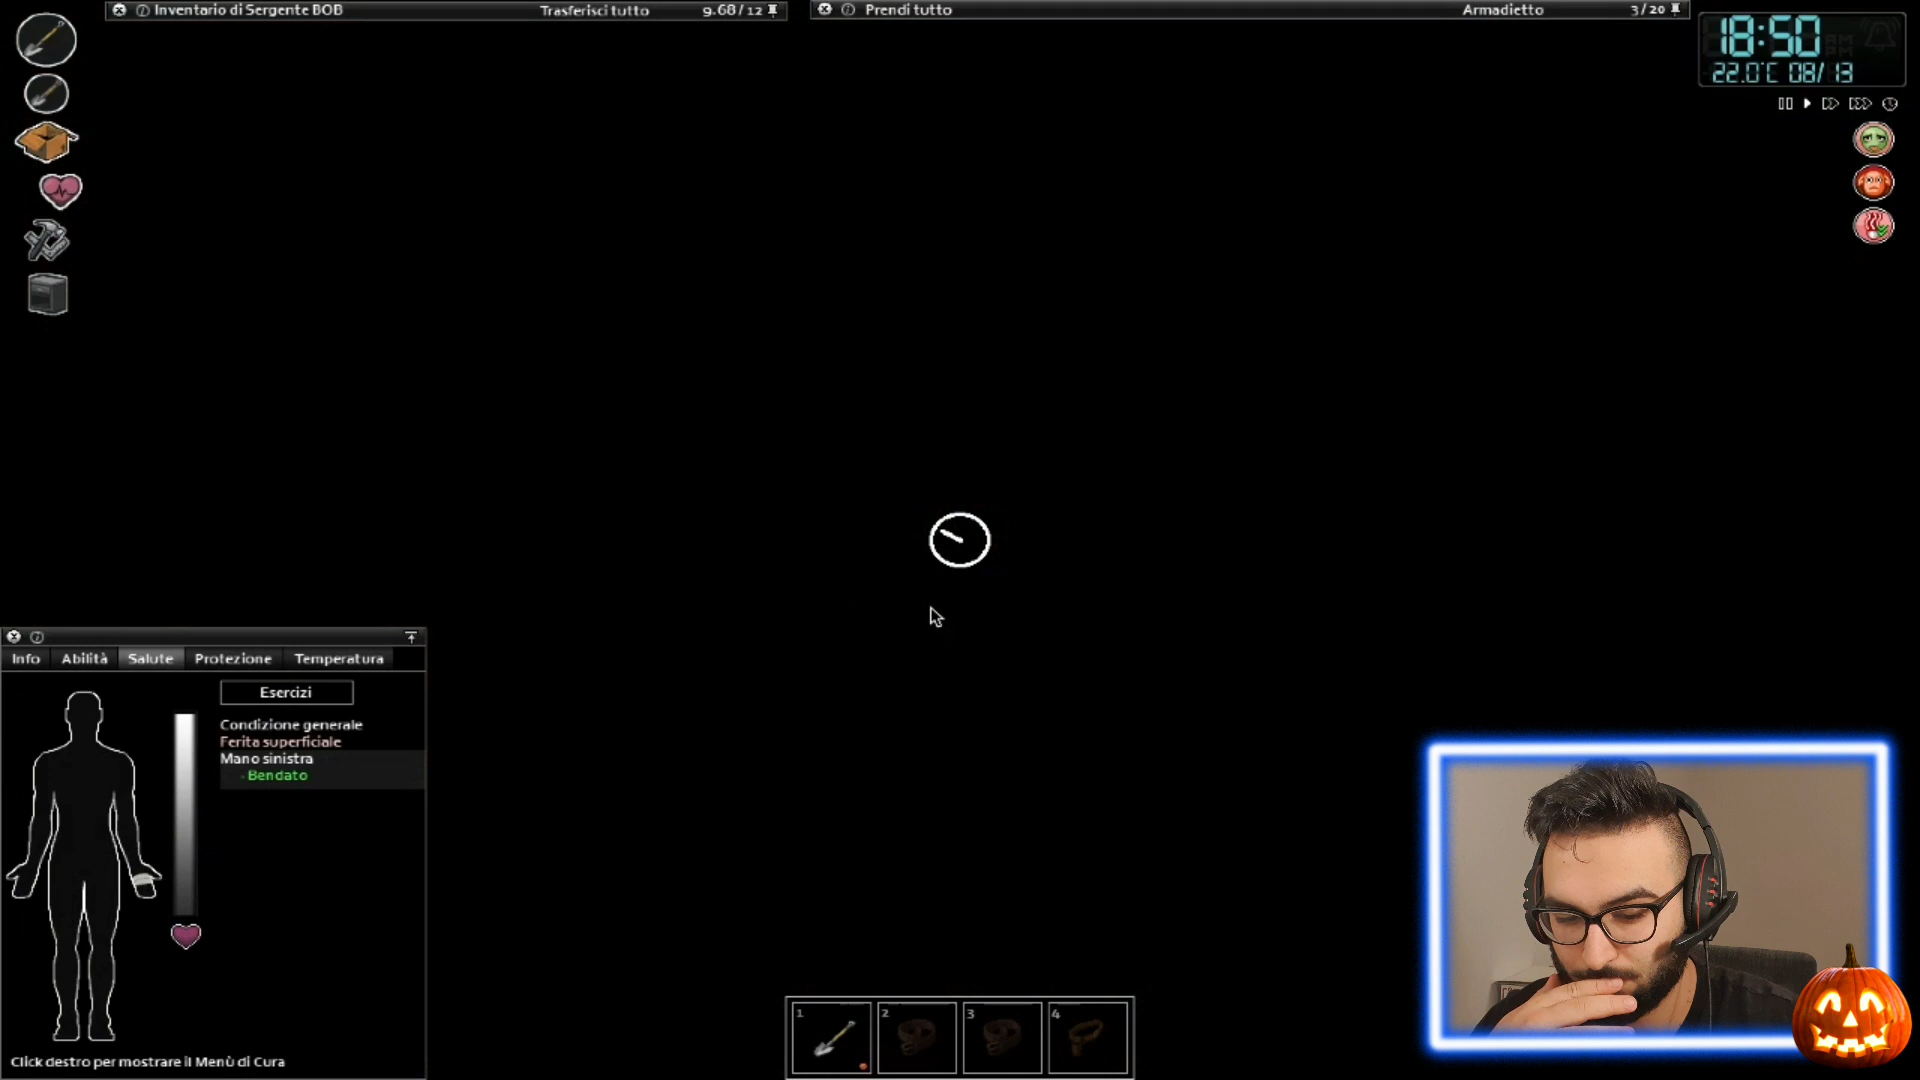 Inventario di Sergente BOB Trasferisci tutto 9.68 / 12
Prendi tutto Armadietto 3 / 20
18:50
22.0°C 08/13
Info Abilità Salute Protezione Temperatura
Esercizi
Condizione generale
Ferita superficiale
Mano sinistra
- Bendato
Click destro per mostrare il Menù di Cura
1 2 3 4